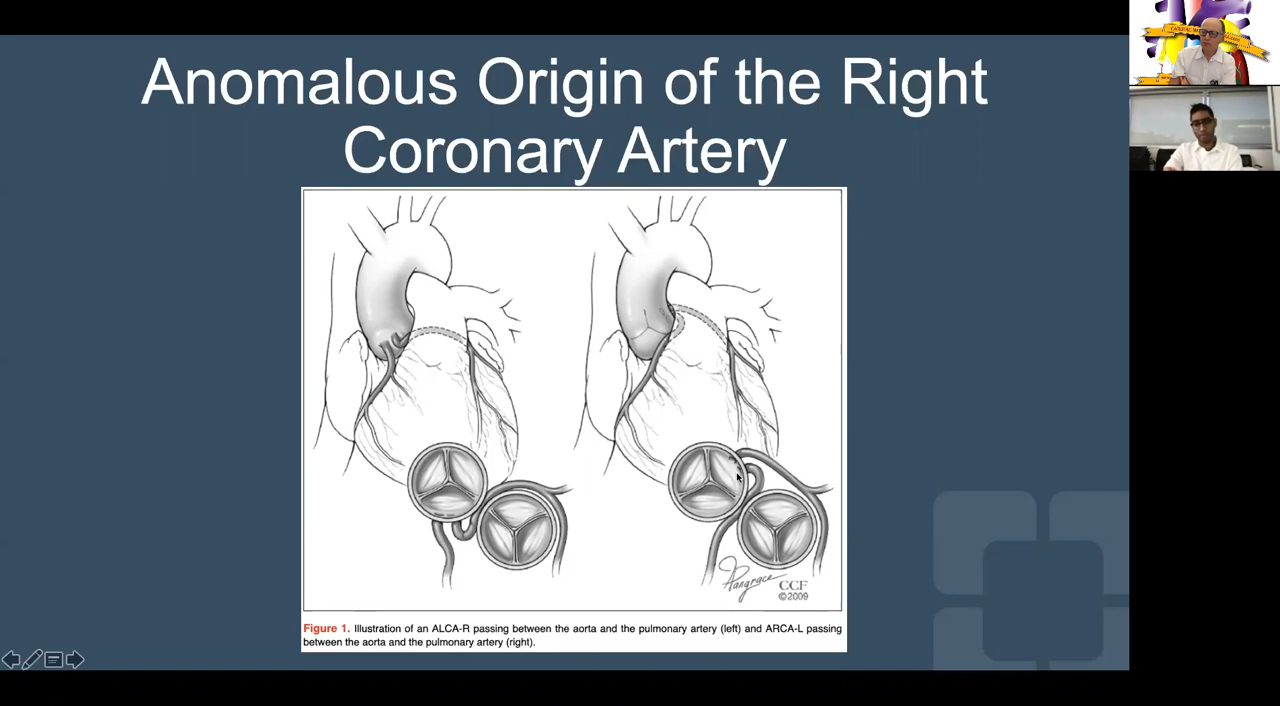 Anomalous Origin of the Right
Coronary Artery
Pangrace
CCF
©2009
Figure 1. Illustration of an ALCA-R passing between the aorta and the pulmonary artery (left) and ARCA-L passing
between the aorta and the pulmonary artery (right).